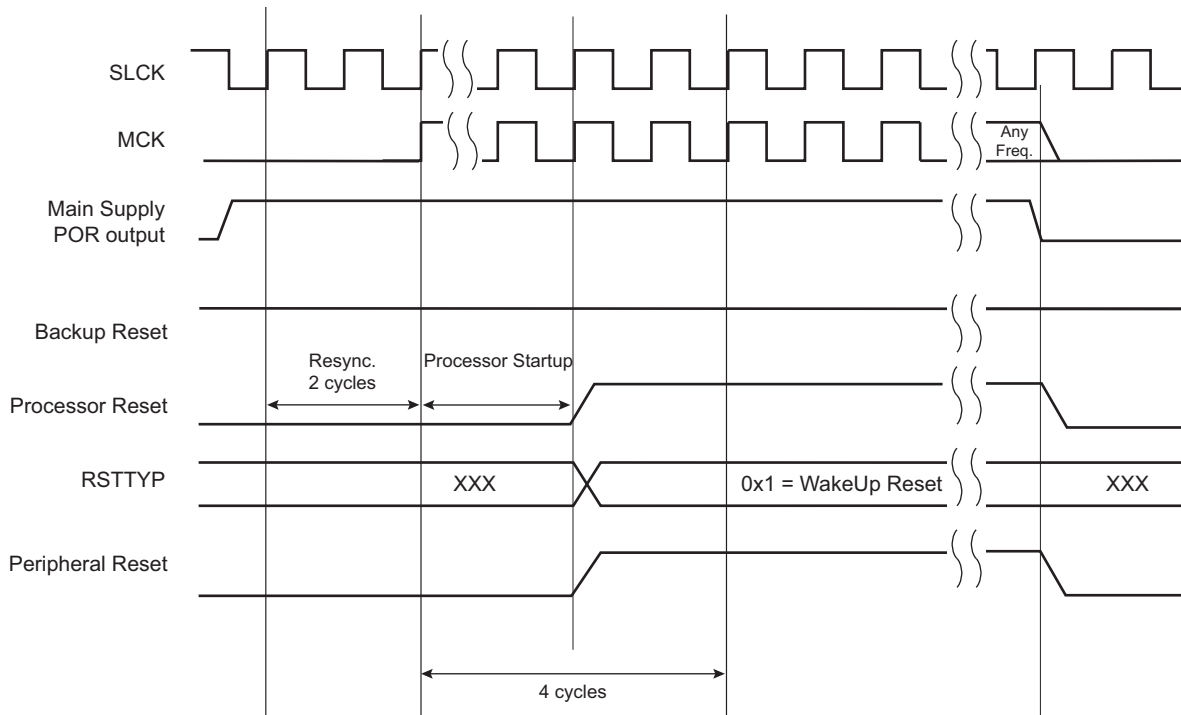 SLCK
MCK
Any
Freq.
Main Supply
POR output
Backup Reset
Resync.
2 cycles
Processor Startup
Processor Reset
RSTTYP
XXX
0x1 = WakeUp Reset
XXX
Peripheral Reset
4 cycles